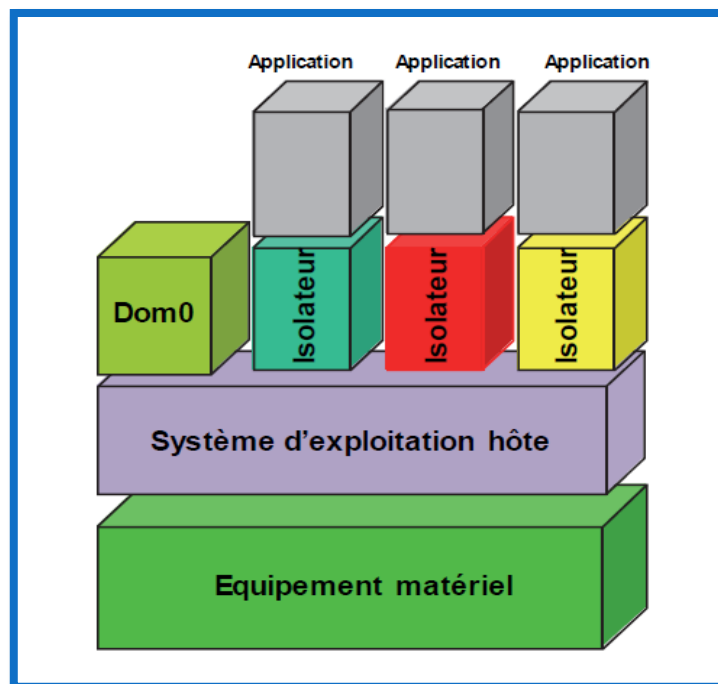 Application
Application
Application
Dom0
Isolateur
Isolateur
Isolateur
Système d'exploitation hôte
Equipement matériel